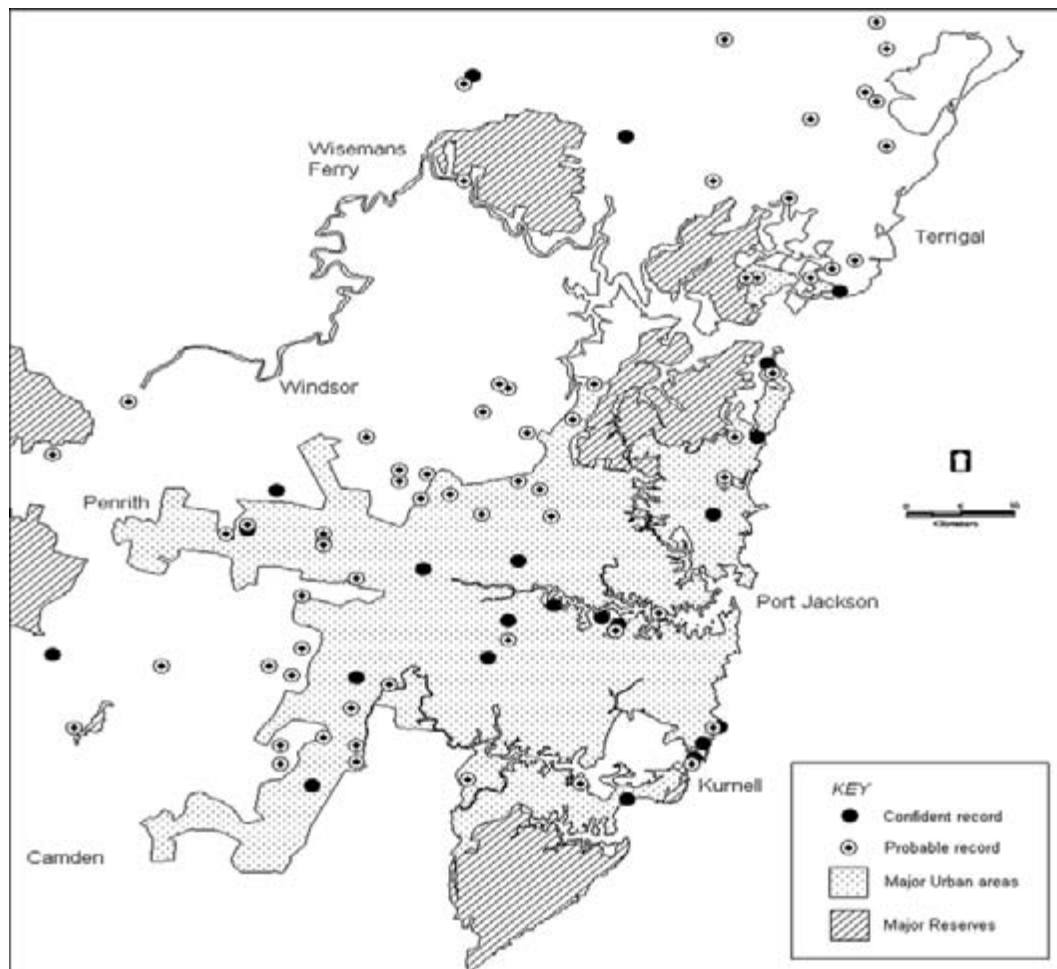 Wisemans
Ferry
Terrigal
Windsor
Penrith
Port Jackson
Kurnell
Camden
Kilometers
KEY
Confident record
Probable record
Major Urban areas
Major Reserves